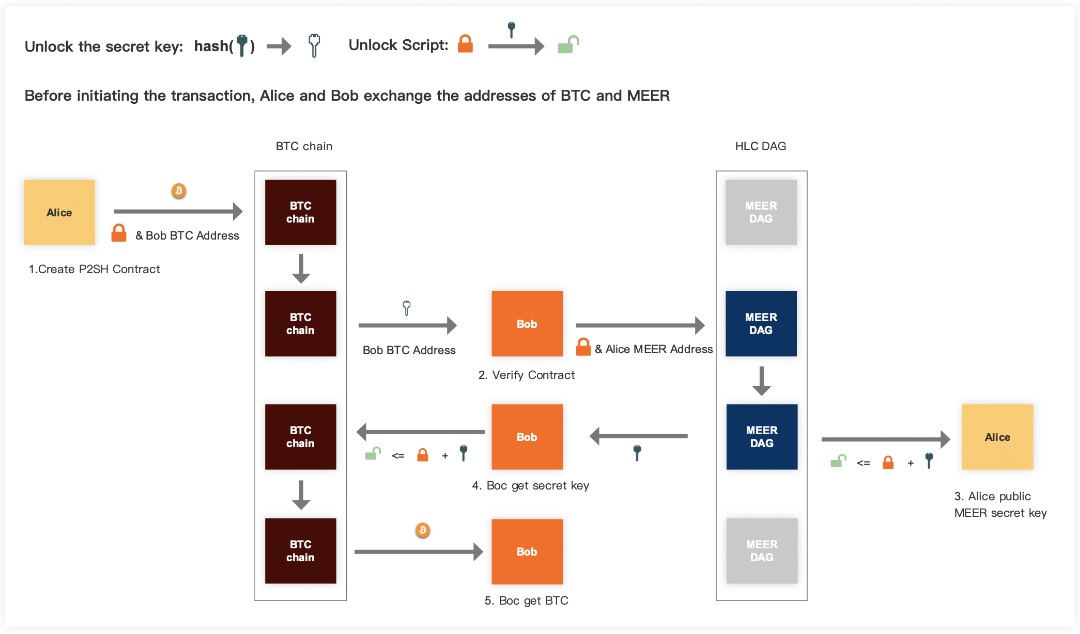 Unlock the secret key: hash( )
Unlock Script:
Before initiating the transaction, Alice and Bob exchange the addresses of BTC and MEER
BTC chain
HLC DAG
Alice
& Bob BTC Address
1.Create P2SH Contract
BTC
chain
MEER
DAG
BTC
chain
Bob BTC Address
Bob
2. Verify Contract
& Alice MEER Address
MEER
DAG
BTC
chain
<= +
Bob
4. Boc get secret key
MEER
DAG
<= +
Alice
3. Alice public
MEER secret key
BTC
chain
Bob
5. Boc get BTC
MEER
DAG